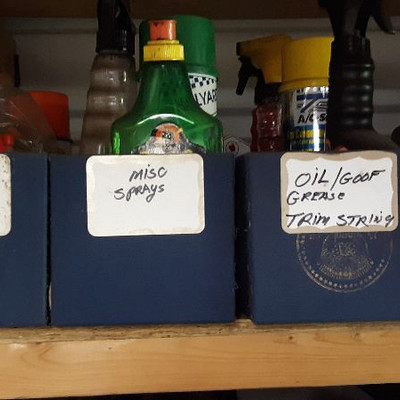 MISC
SPRAYS
OIL/GOOF
GREASE
TRIM STRING